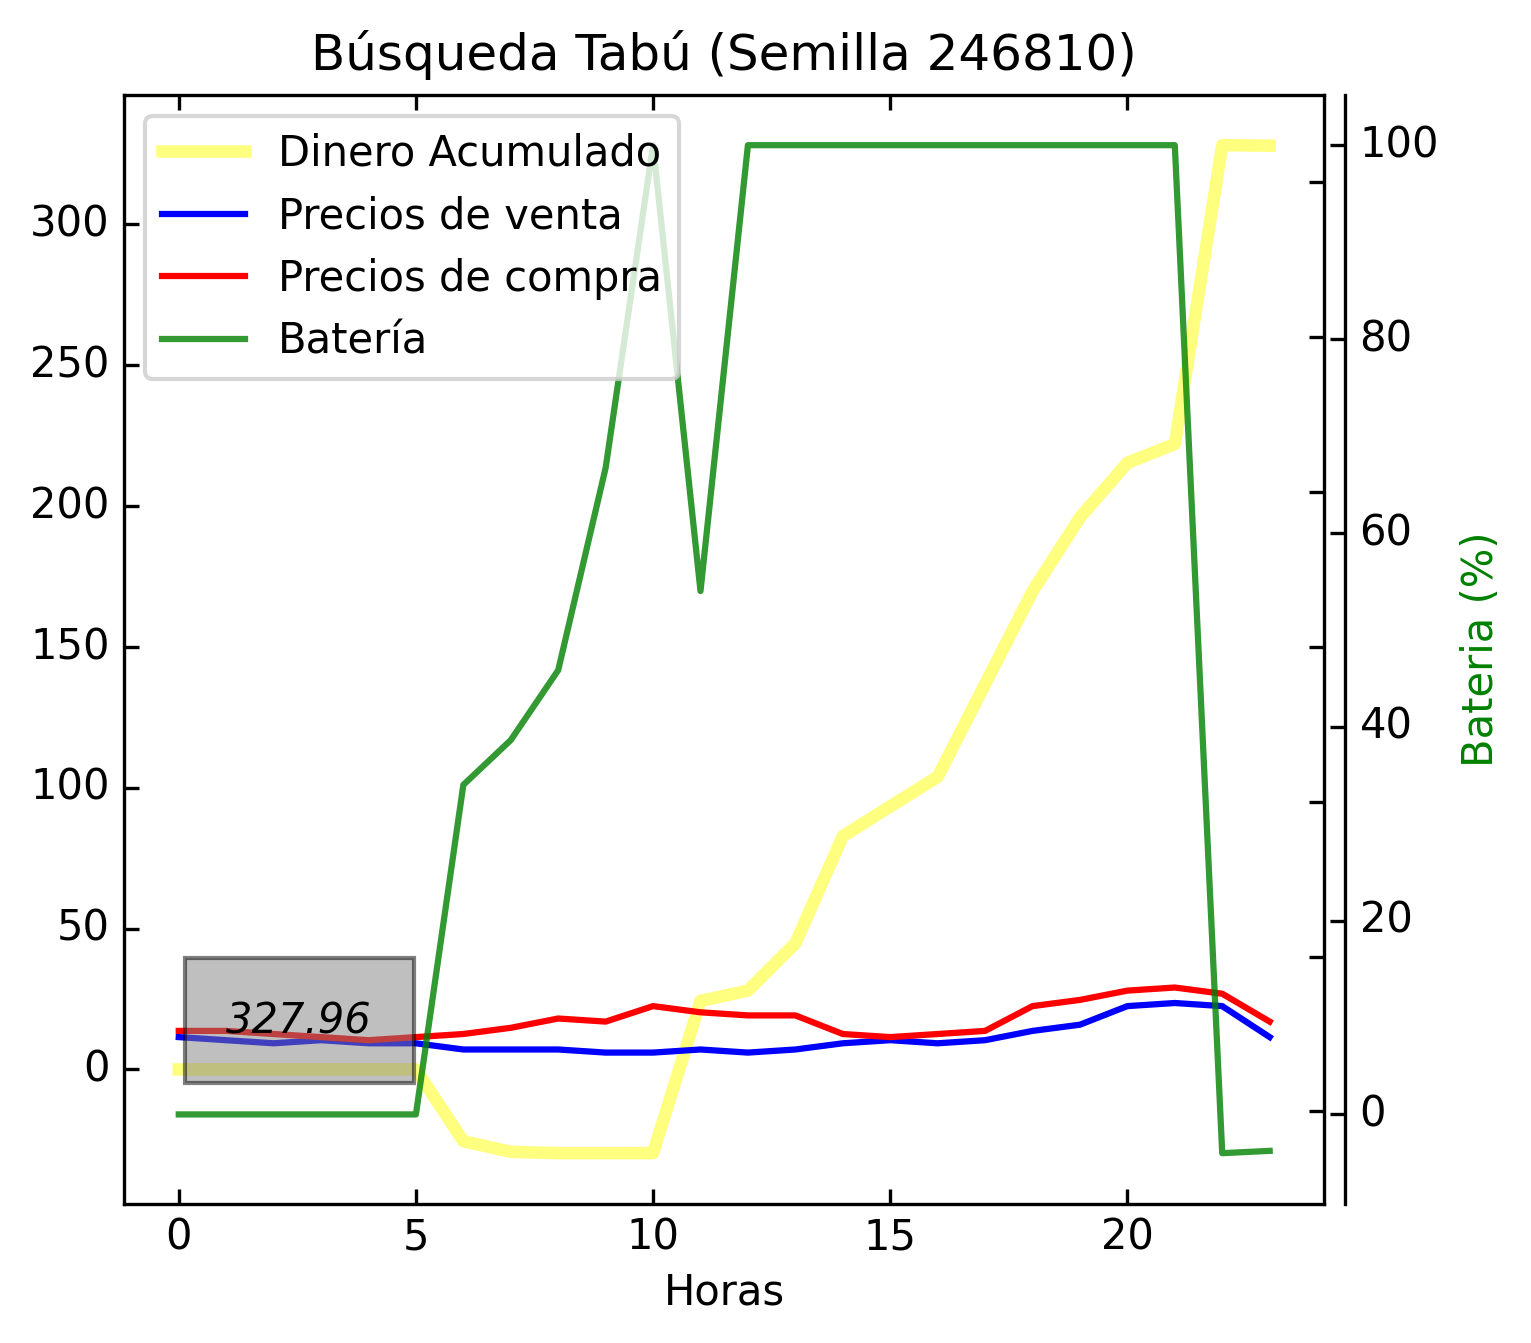 Búsqueda Tabú (Semilla 246810)
Dinero Acumulado
Precios de venta
Precios de compra
Batería
300
250
200
150
100
50
0
327.96
100
80
60
40
20
0
Bateria (%)
0 5 10 15 20
Horas